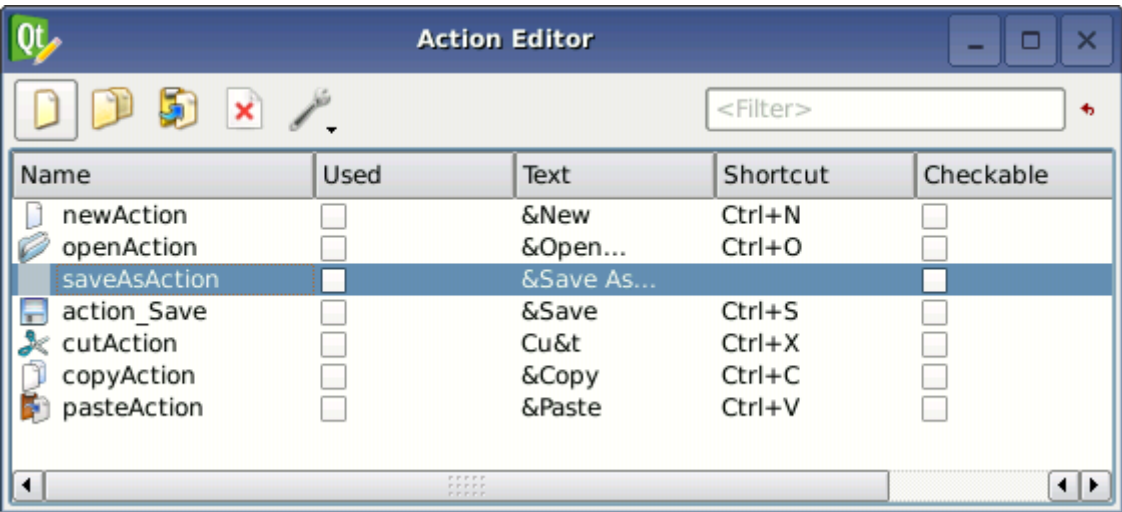 Qt Action Editor
<Filter>
Name Used Text Shortcut Checkable
newAction &New Ctrl+N
openAction &Open... Ctrl+O
saveAsAction &Save As...
action_Save &Save Ctrl+S
cutAction Cu&t Ctrl+X
copyAction &Copy Ctrl+C
pasteAction &Paste Ctrl+V